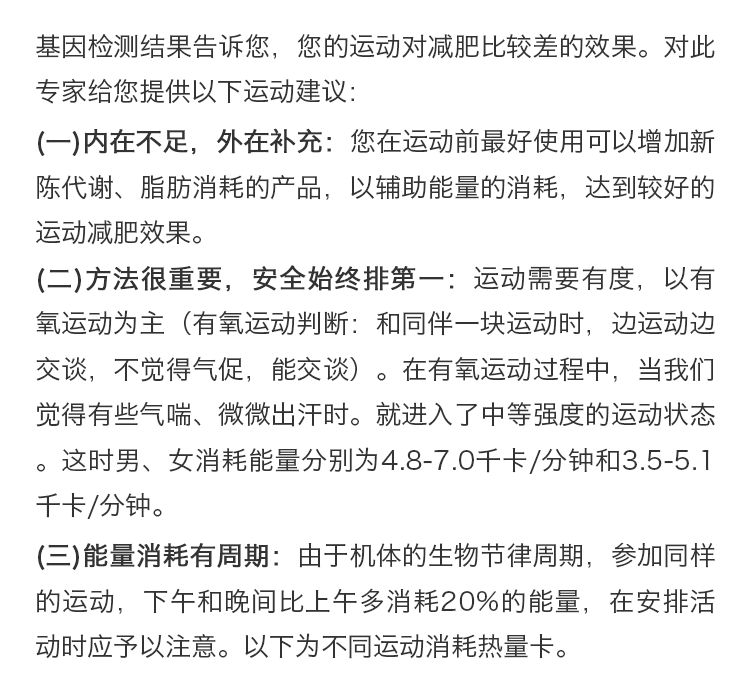 基因检测结果告诉您，您的运动对减肥比较差的效果。对此
专家给您提供以下运动建议：
(一)内在不足，外在补充：您在运动前最好使用可以增加新
陈代谢、脂肪消耗的产品，以辅助能量的消耗，达到较好的
运动减肥效果。
(二)方法很重要，安全始终排第一：运动需要有度，以有
氧运动为主（有氧运动判断：和同伴一块运动时，边运动边
交谈，不觉得气促，能交谈）。在有氧运动过程中，当我们
觉得有些气喘、微微出汗时。就进入了中等强度的运动状态
。这时男、女消耗能量分别为4.8-7.0千卡/分钟和3.5-5.1
千卡/分钟。
(三)能量消耗有周期：由于机体的生物节律周期，参加同样
的运动，下午和晚间比上午多消耗20%的能量，在安排活
动时应予以注意。以下为不同运动消耗热量卡。